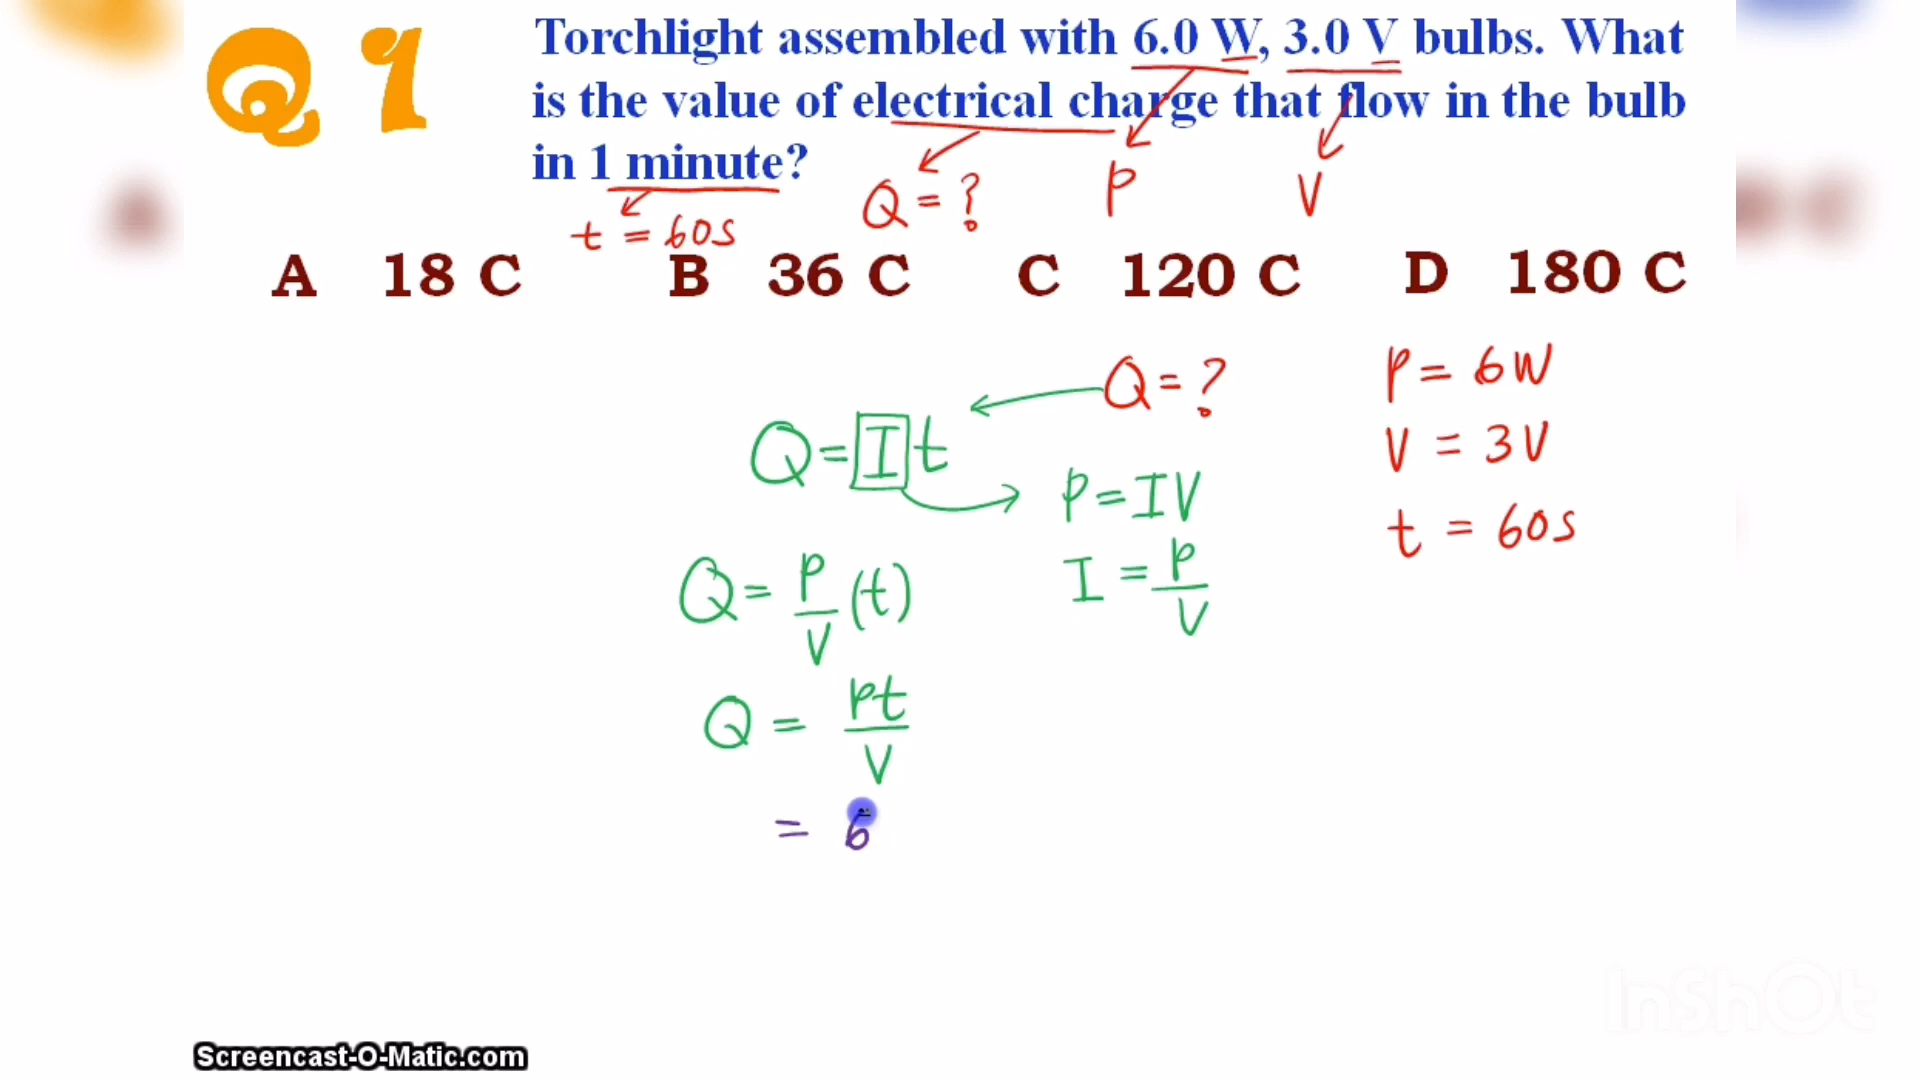 Q 1
Torchlight assembled with 6.0 W, 3.0 V bulbs. What
is the value of electrical charge that flow in the bulb
in 1 minute?
P
V
Q = ?
t = 60s
A 18 C B 36 C C 120 C D 180 C
Q = ?
P = 6W
V = 3V
t = 60s
Q = I t
P = IV
I = P/V
Q = P/V (t)
Q = Pt/V
= 6
InShOt
Screencast-O-Matic.com